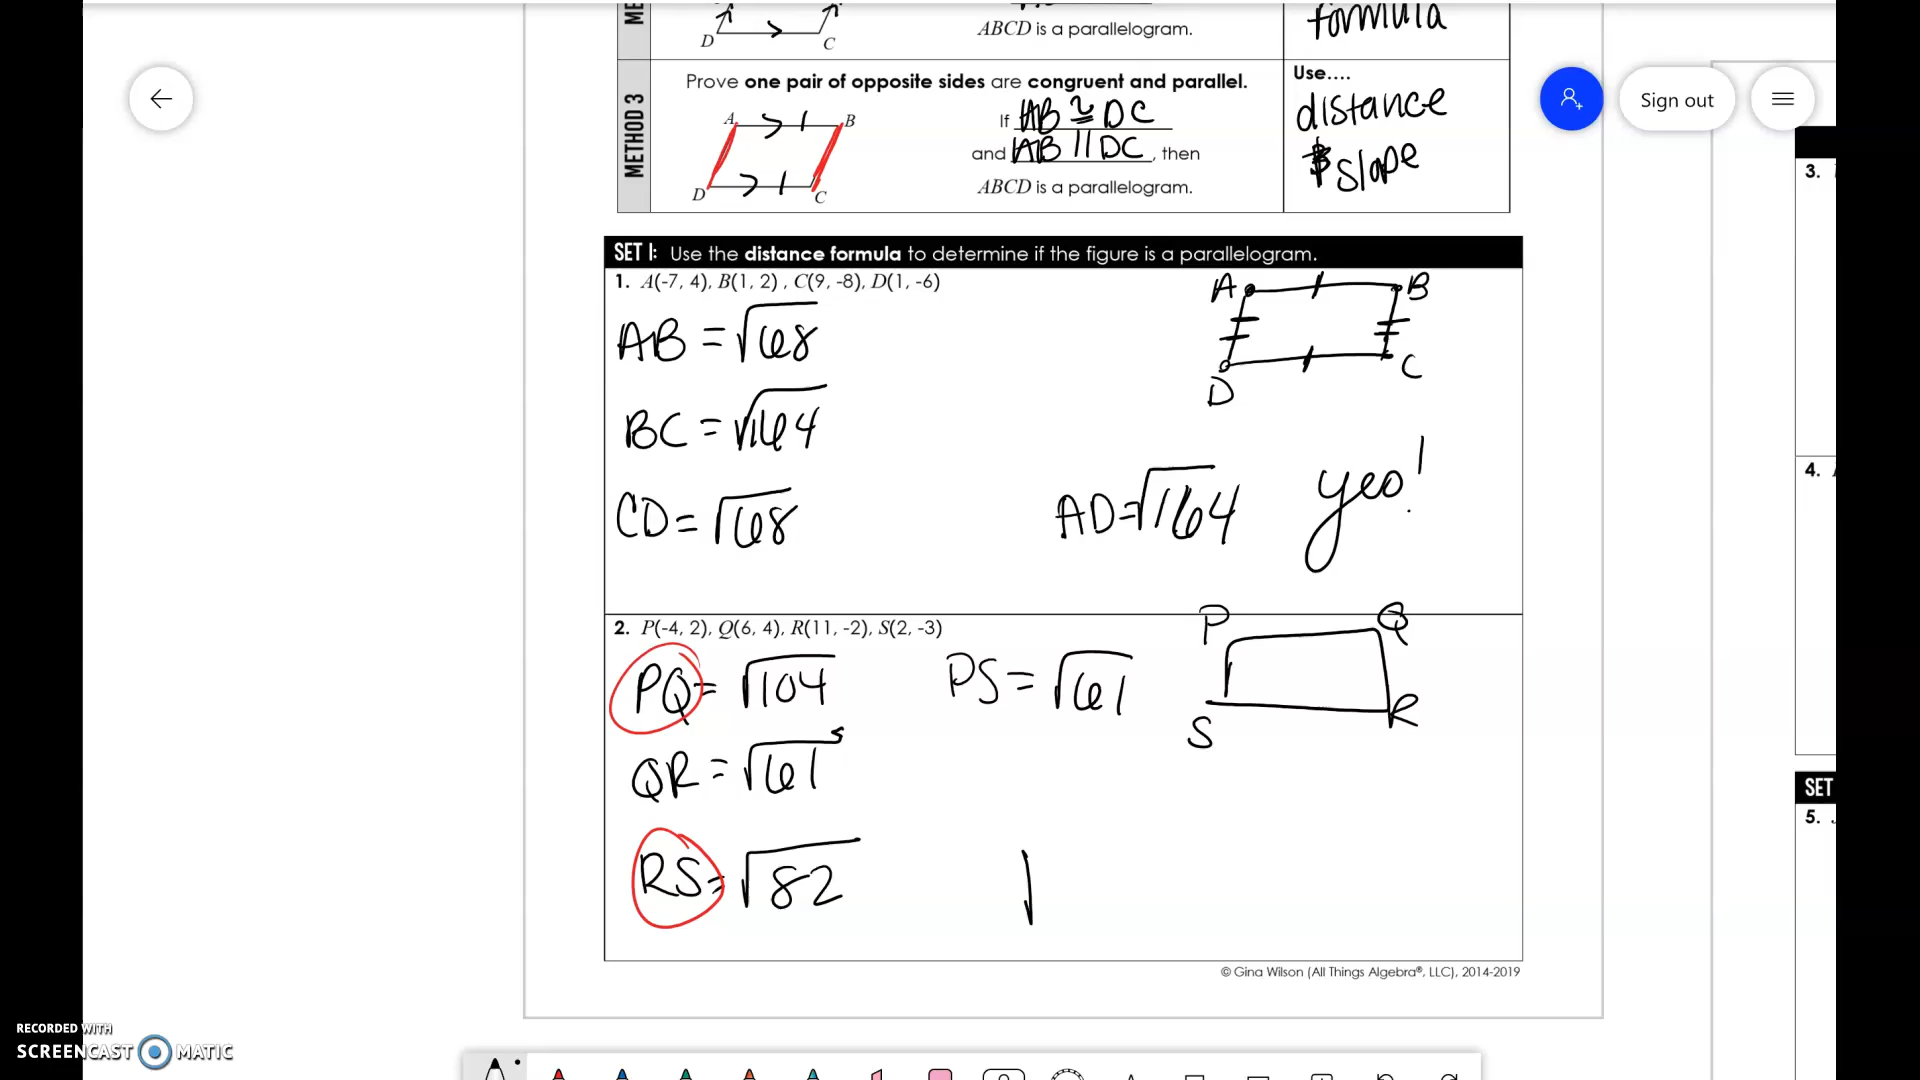 ME
D
C
ABCD is a parallelogram.
formula
METHOD 3
Prove one pair of opposite sides are congruent and parallel.
A
B
D
C
If AB ≅ DC
and AB || DC, then
ABCD is a parallelogram.
Use....
distance
& slope
Sign out
SET I: Use the distance formula to determine if the figure is a parallelogram.
1. A(-7, 4), B(1, 2) , C(9, -8), D(1, -6)
AB = √68
BC = √164
CD = √68
AD = √164
A
B
D
C
yes!
2. P(-4, 2), Q(6, 4), R(11, -2), S(2, -3)
PQ = √104
PS = √61
QR = √61
RS = √82
P
Q
S
R
© Gina Wilson (All Things Algebra®, LLC), 2014-2019
3.
4.
SET
5.
RECORDED WITH
SCREENCAST MATIC